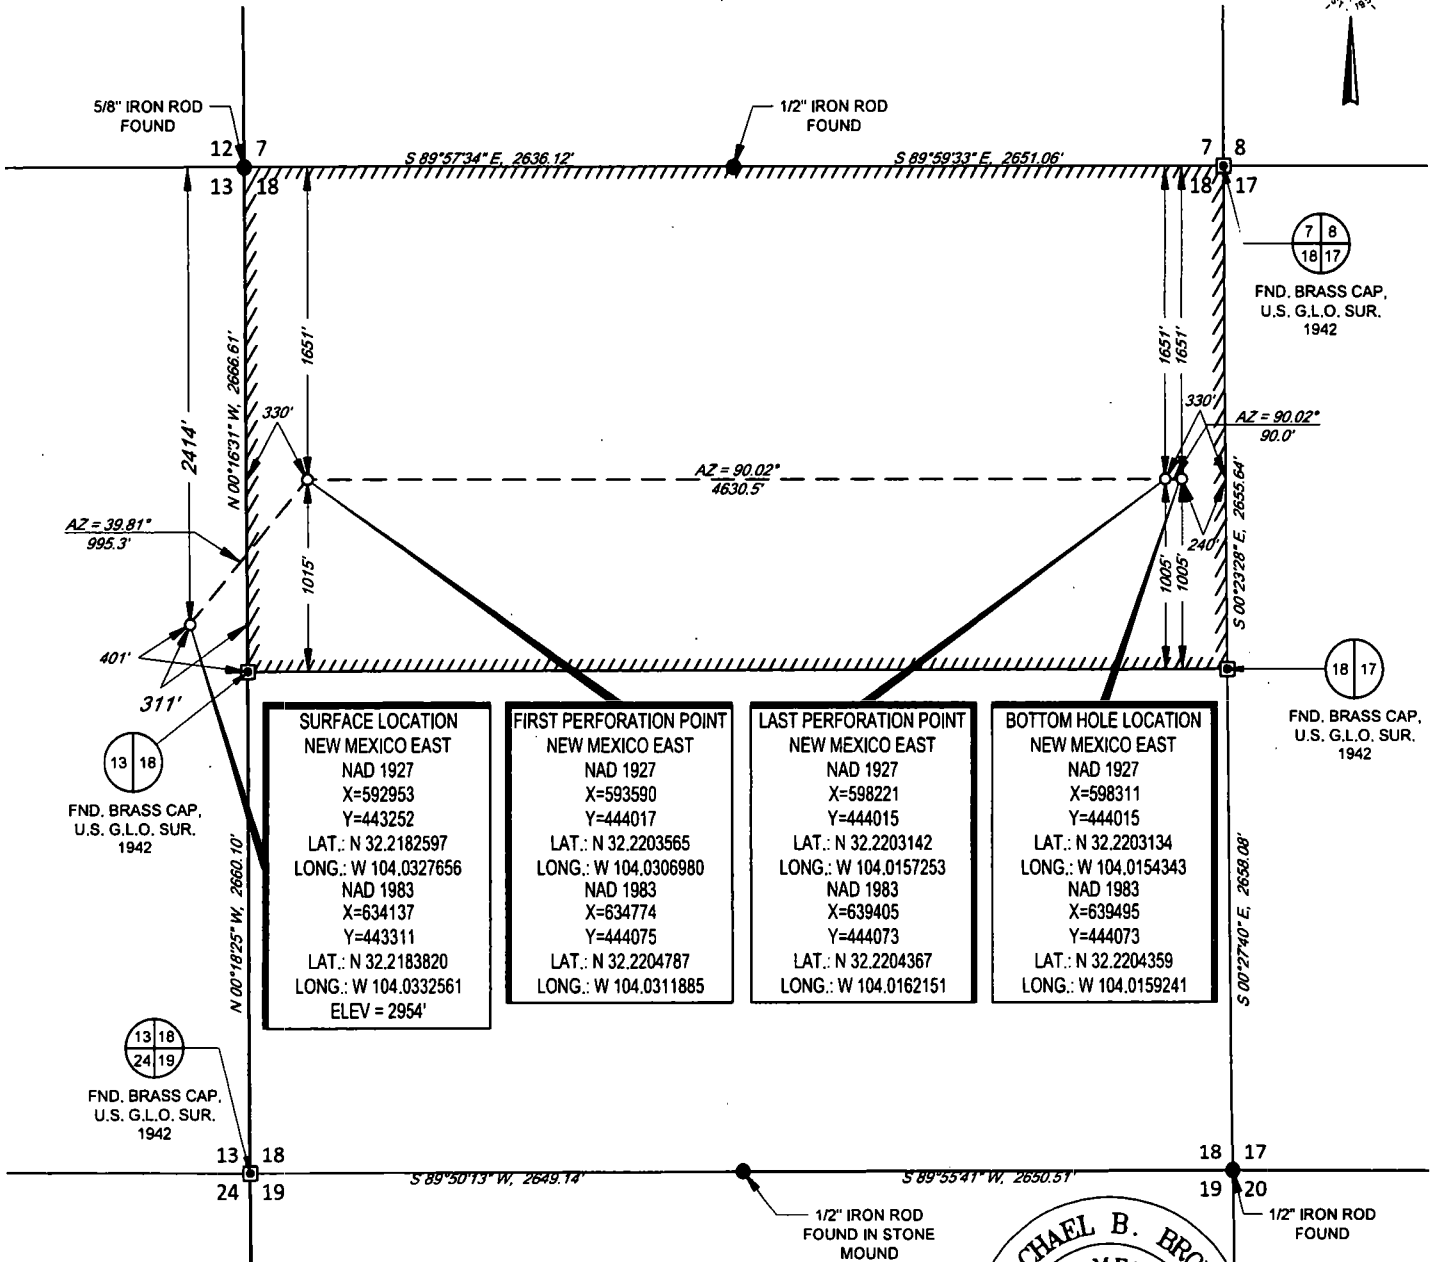 5/8" IRON ROD
FOUND
1/2" IRON ROD
FOUND
12 7
13 18
S 89°57'34" E, 2636.12'
S 89°59'33" E, 2651.06'
7 8
18 17
7 8
18 17
FND. BRASS CAP,
U.S. G.L.O. SUR.
1942
2414'
N 00°16'31" W, 2666.61'
1651'
1651'
1651'
330'
330'
AZ = 90.02°
90.0'
AZ = 90.02°
4630.5'
AZ = 39.81°
995.3'
1015'
1005'
1005'
240'
S 00°23'28" E, 2655.64'
401'
311'
13 18
FND. BRASS CAP,
U.S. G.L.O. SUR.
1942
18 17
FND. BRASS CAP,
U.S. G.L.O. SUR.
1942
SURFACE LOCATION
NEW MEXICO EAST
NAD 1927
X=592953
Y=443252
LAT.: N 32.2182597
LONG.: W 104.0327656
NAD 1983
X=634137
Y=443311
LAT.: N 32.2183820
LONG.: W 104.0332561
ELEV = 2954'
FIRST PERFORATION POINT
NEW MEXICO EAST
NAD 1927
X=593590
Y=444017
LAT.: N 32.2203565
LONG.: W 104.0306980
NAD 1983
X=634774
Y=444075
LAT.: N 32.2204787
LONG.: W 104.0311885
LAST PERFORATION POINT
NEW MEXICO EAST
NAD 1927
X=598221
Y=444015
LAT.: N 32.2203142
LONG.: W 104.0157253
NAD 1983
X=639405
Y=444073
LAT.: N 32.2204367
LONG.: W 104.0162151
BOTTOM HOLE LOCATION
NEW MEXICO EAST
NAD 1927
X=598311
Y=444015
LAT.: N 32.2203134
LONG.: W 104.0154343
NAD 1983
X=639495
Y=444073
LAT.: N 32.2204359
LONG.: W 104.0159241
N 00°18'25" W, 2660.10'
S 00°27'40" E, 2658.08'
13 18
24 19
FND. BRASS CAP,
U.S. G.L.O. SUR.
1942
13 18
24 19
S 89°50'13" W, 2649.14'
S 89°55'41" W, 2650.51'
18 17
19 20
1/2" IRON ROD
FOUND IN STONE
MOUND
1/2" IRON ROD
FOUND
CHAEL B. BRO